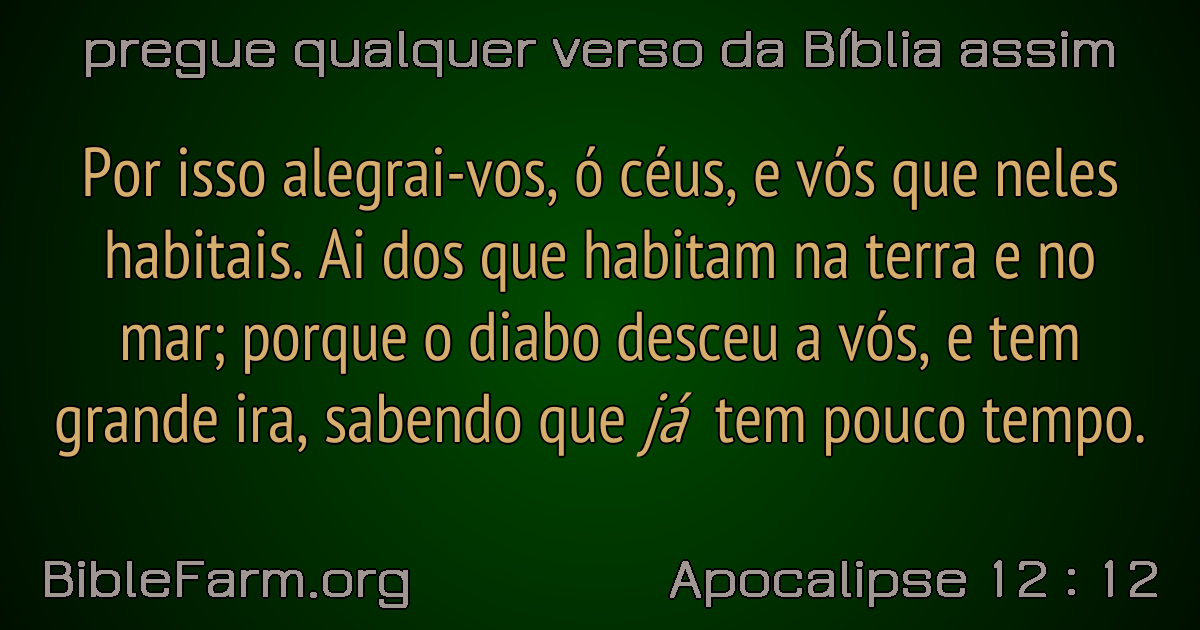 pregue qualquer verso da Bíblia assim
Por isso alegrai-vos, ó céus, e vós que neles
habitais. Ai dos que habitam na terra e no
mar; porque o diabo desceu a vós, e tem
grande ira, sabendo que já tem pouco tempo.
BibleFarm.org
Apocalipse 12 : 12